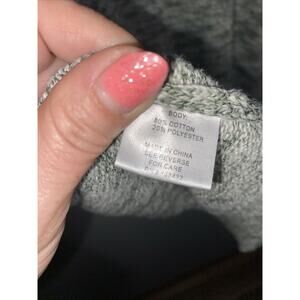 BODY:
80% COTTON
20% POLYESTER
MADE IN CHINA
SEE REVERSE
FOR CARE